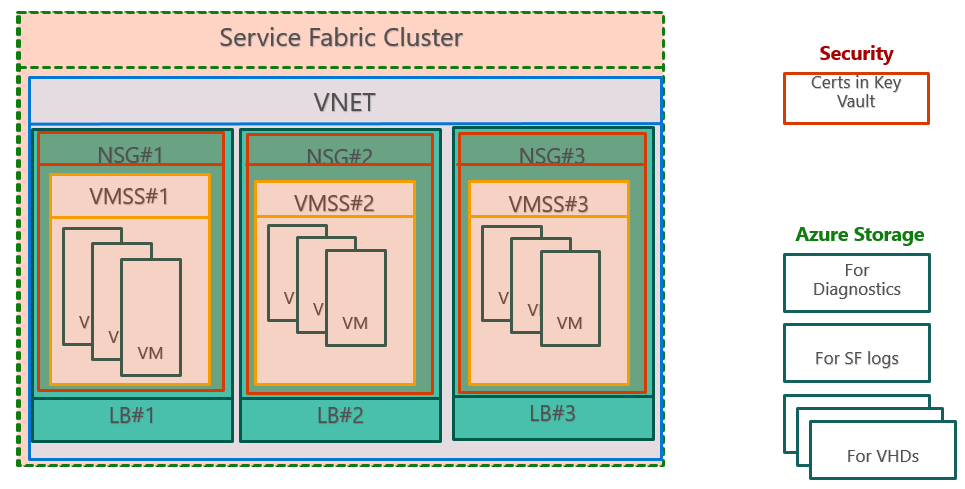 Service Fabric Cluster
VNET
NSG#1
NSG#2
NSG#3
VMSS#1
VMSS#2
VMSS#3
V
V
VM
V
V
VM
V
V
VM
LB#1
LB#2
LB#3
Security
Certs in Key
Vault
Azure Storage
For
Diagnostics
For SF logs
For VHDs